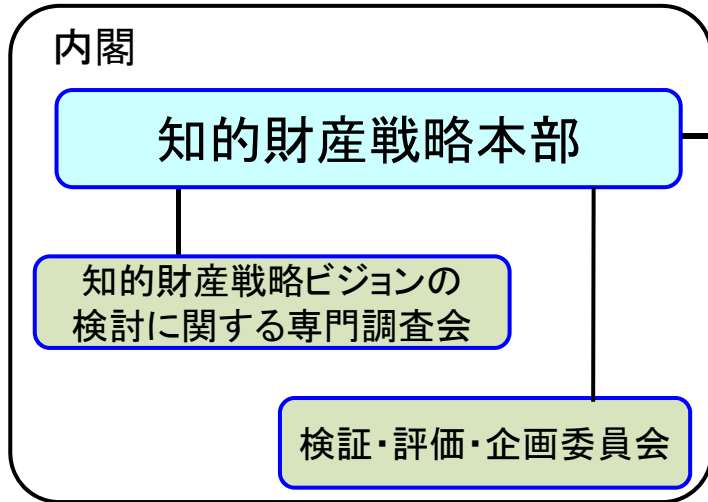 内閣
知的財産戦略本部
知的財産戦略ビジョンの
検討に関する専門調査会
検証・評価・企画委員会